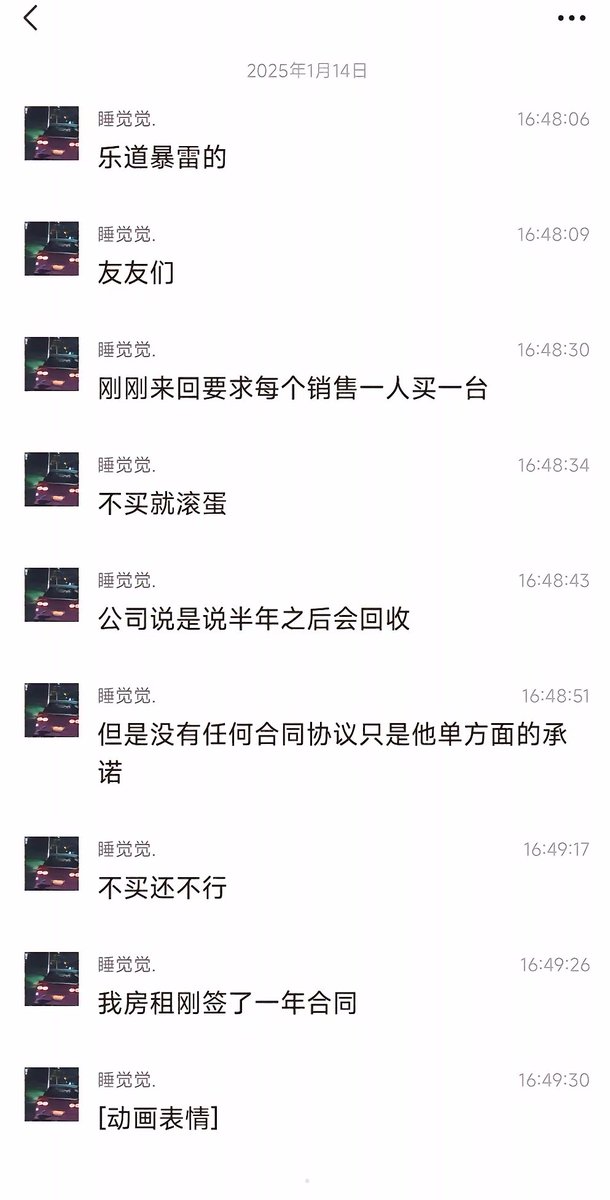 2025年1月14日
睡觉觉. 16:48:06
乐道暴雷的
睡觉觉. 16:48:09
友友们
睡觉觉. 16:48:30
刚刚来回要求每个销售一人买一台
睡觉觉. 16:48:34
不买就滚蛋
睡觉觉. 16:48:43
公司说是说半年之后会回收
睡觉觉. 16:48:51
但是没有任何合同协议只是他单方面的承
诺
睡觉觉. 16:49:17
不买还不行
睡觉觉. 16:49:26
我房租刚签了一年合同
睡觉觉. 16:49:30
[动画表情]